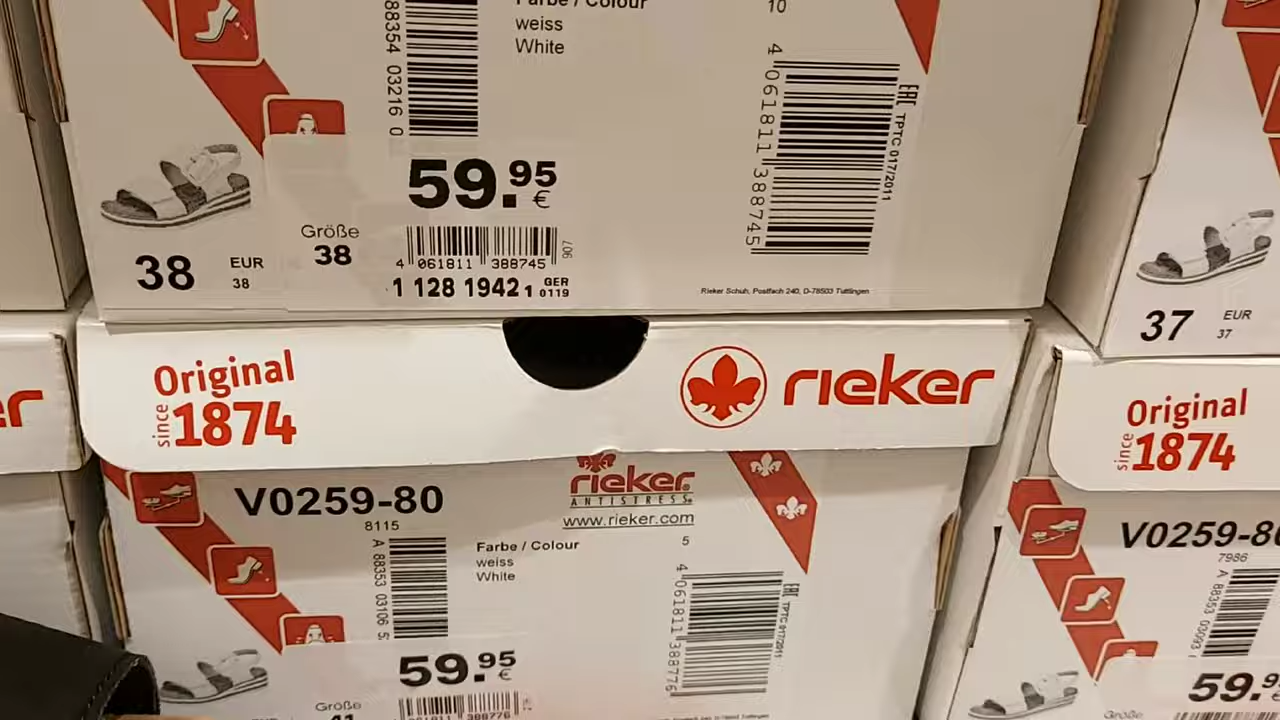 88354 03216 0
Farbe / Colour
weiss
White
10
4 061811 388745
EAC TPTC 017/2011
59.95
€
Größe
38
4 061811 388745
907
1 128 1942 1 GER 0119
38
EUR
38
Rieker Schuh, Postfach 240, D-78503 Tuttlingen
37
EUR
37
er
Original
since 1874
rieker
Original
since 1874
V0259-80
8115
A 88353 03106 5
rieker
ANTISTRESS
www.rieker.com
Farbe / Colour
weiss
White
5
4 061811 388776
EAC TPTC 017/2011
59.95
€
Größe
41
V0259-80
7986
A 88353 03093
59.9
Größe